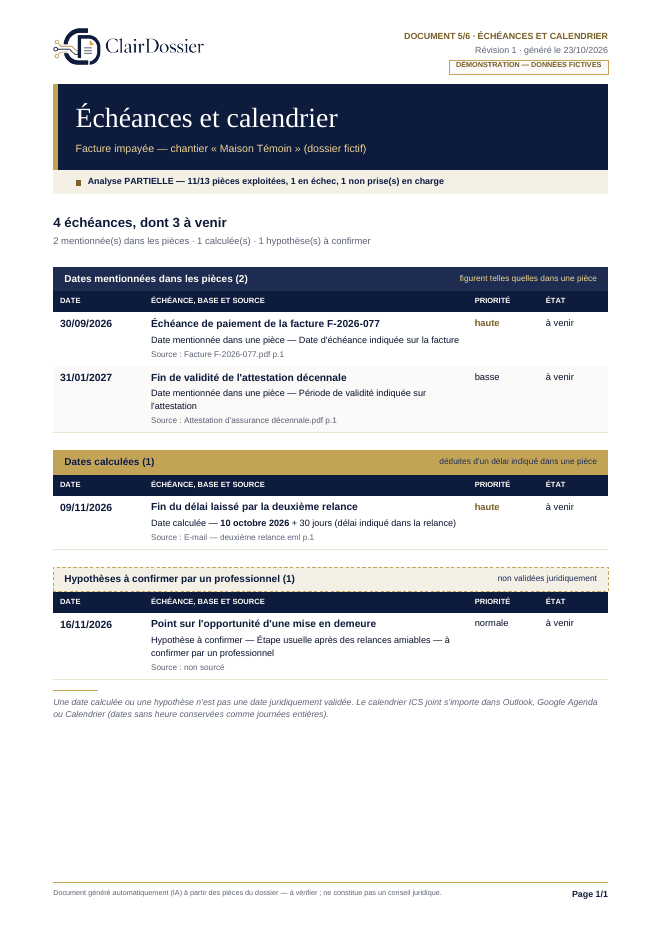 ClairDossier
DOCUMENT 5/6 · ÉCHÉANCES ET CALENDRIER
Révision 1 · généré le 23/10/2026
DÉMONSTRATION — DONNÉES FICTIVES
Échéances et calendrier
Facture impayée — chantier « Maison Témoin » (dossier fictif)
Analyse PARTIELLE — 11/13 pièces exploitées, 1 en échec, 1 non prise(s) en charge
4 échéances, dont 3 à venir
2 mentionnée(s) dans les pièces · 1 calculée(s) · 1 hypothèse(s) à confirmer
Dates mentionnées dans les pièces (2) figurent telles quelles dans une pièce
DATE ÉCHÉANCE, BASE ET SOURCE PRIORITÉ ÉTAT
30/09/2026 Échéance de paiement de la facture F-2026-077 haute à venir
Date mentionnée dans une pièce — Date d'échéance indiquée sur la facture
Source : Facture F-2026-077.pdf p.1
31/01/2027 Fin de validité de l'attestation décennale basse à venir
Date mentionnée dans une pièce — Période de validité indiquée sur
l'attestation
Source : Attestation d'assurance décennale.pdf p.1
Dates calculées (1) déduites d'un délai indiqué dans une pièce
DATE ÉCHÉANCE, BASE ET SOURCE PRIORITÉ ÉTAT
09/11/2026 Fin du délai laissé par la deuxième relance haute à venir
Date calculée — 10 octobre 2026 + 30 jours (délai indiqué dans la relance)
Source : E-mail — deuxième relance.eml p.1
Hypothèses à confirmer par un professionnel (1) non validées juridiquement
DATE ÉCHÉANCE, BASE ET SOURCE PRIORITÉ ÉTAT
16/11/2026 Point sur l'opportunité d'une mise en demeure normale à venir
Hypothèse à confirmer — Étape usuelle après des relances amiables — à
confirmer par un professionnel
Source : non sourcé
Une date calculée ou une hypothèse n'est pas une date juridiquement validée. Le calendrier ICS joint s'importe dans Outlook, Google Agenda
ou Calendrier (dates sans heure conservées comme journées entières).
Document généré automatiquement (IA) à partir des pièces du dossier — à vérifier ; ne constitue pas un conseil juridique. Page 1/1